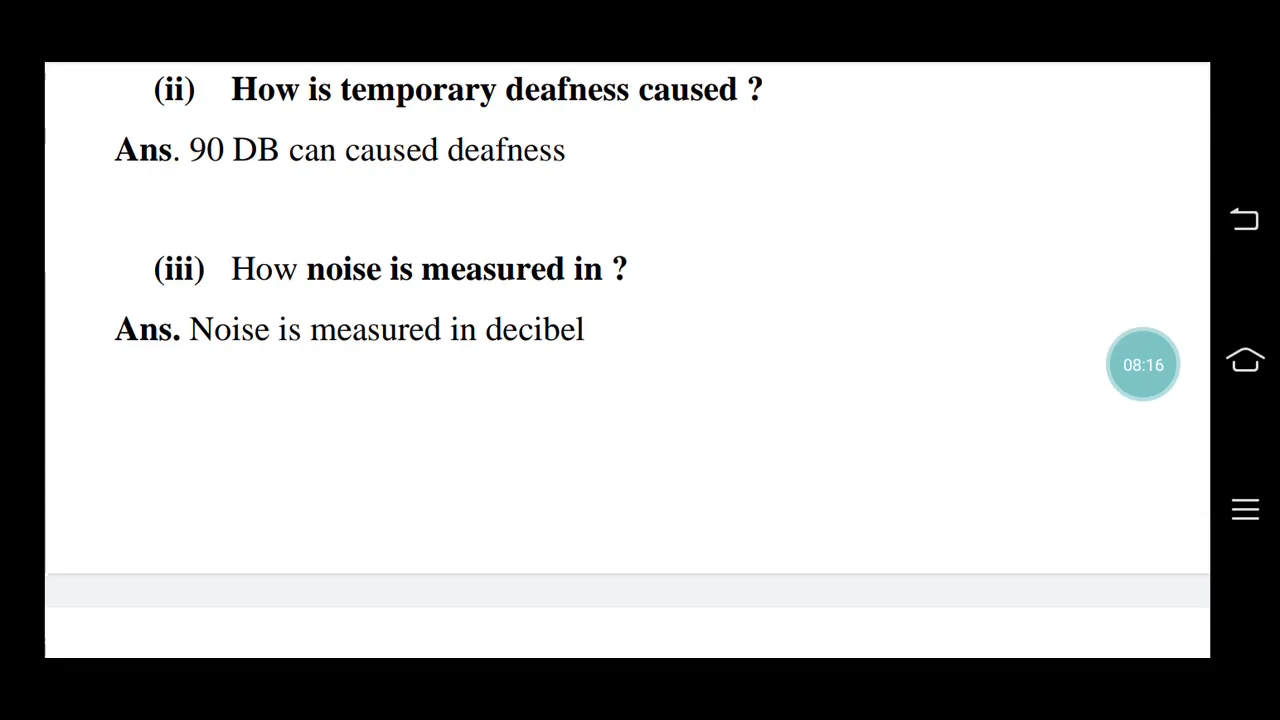 (ii) How is temporary deafness caused ?
Ans. 90 DB can caused deafness
(iii) How noise is measured in ?
Ans. Noise is measured in decibel
08:16